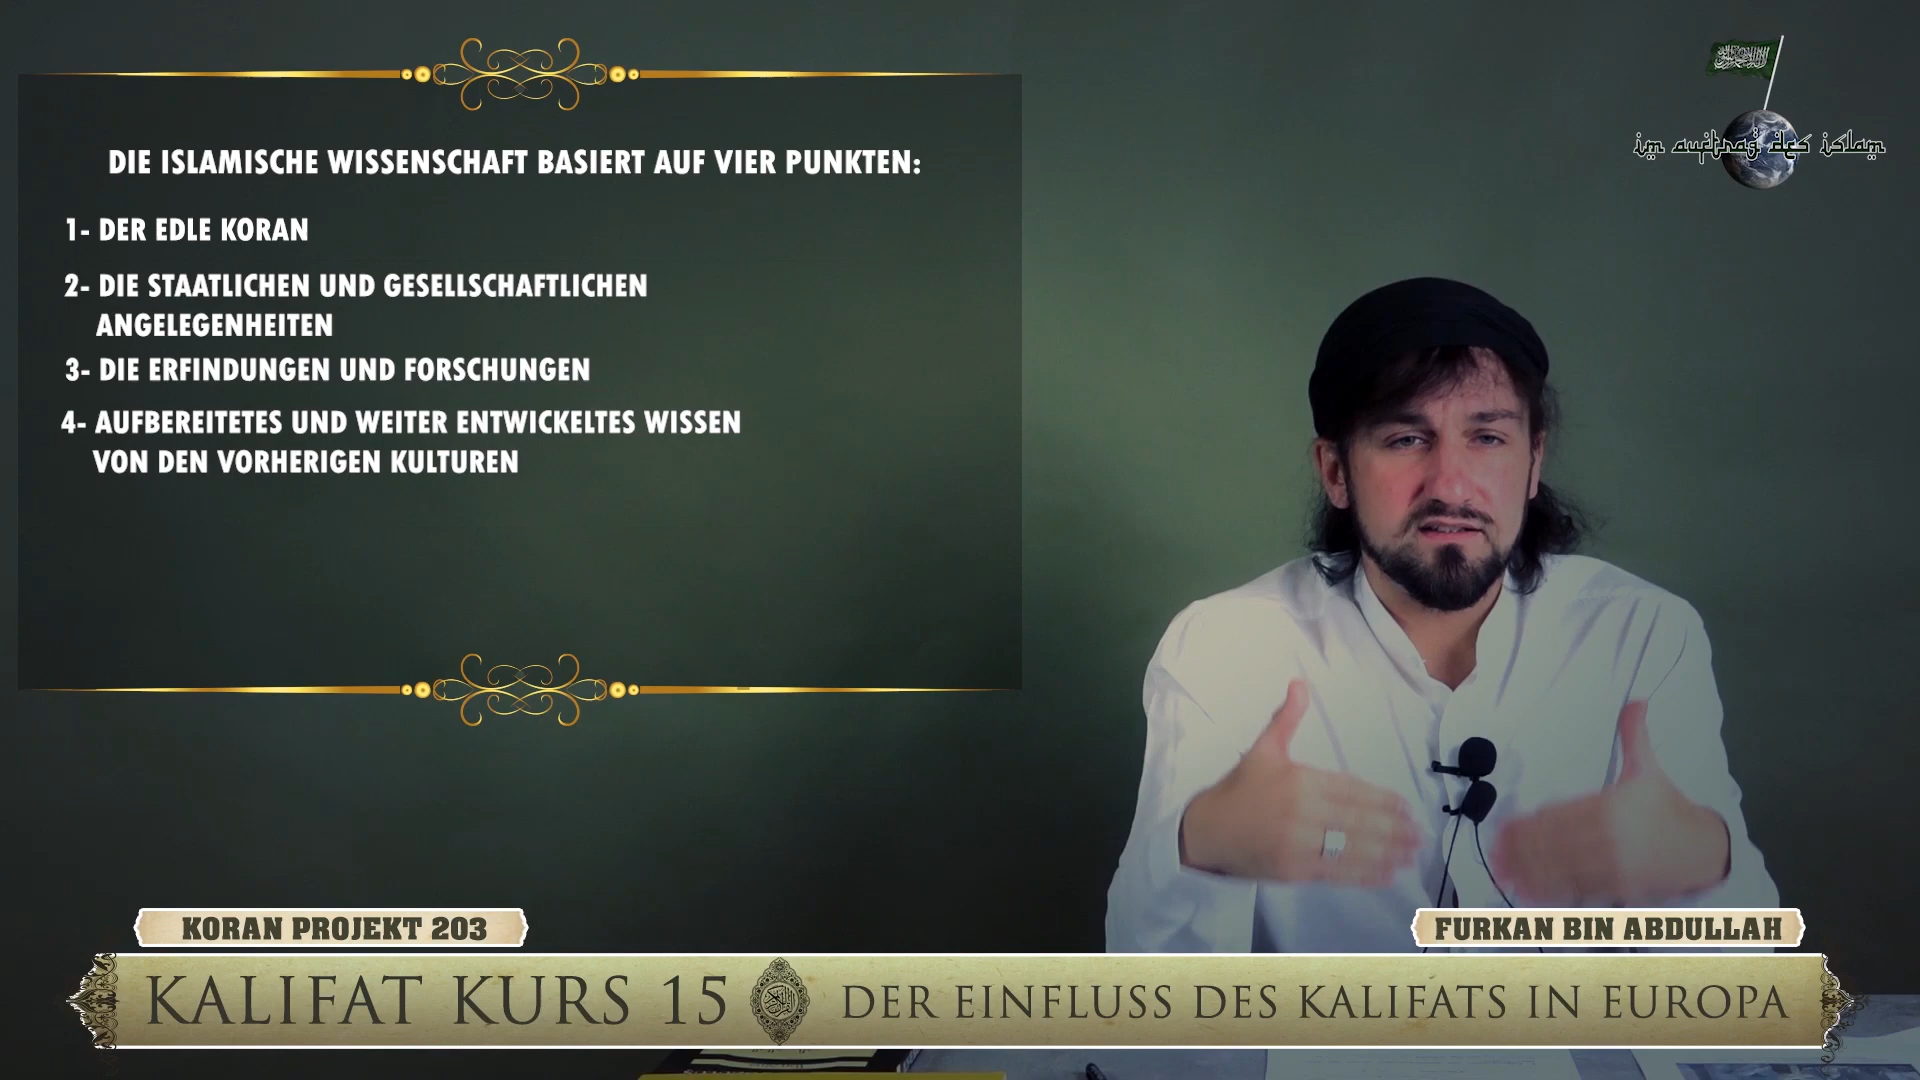 DIE ISLAMISCHE WISSENSCHAFT BASIERT AUF VIER PUNKTEN:
1- DER EDLE KORAN
2- DIE STAATLICHEN UND GESELLSCHAFTLICHEN
ANGELEGENHEITEN
3- DIE ERFINDUNGEN UND FORSCHUNGEN
4- AUFBEREITETES UND WEITER ENTWICKELTES WISSEN
VON DEN VORHERIGEN KULTUREN
im auftrag des islam
KORAN PROJEKT 203
FURKAN BIN ABDULLAH
KALIFAT KURS 15
DER EINFLUSS DES KALIFATS IN EUROPA